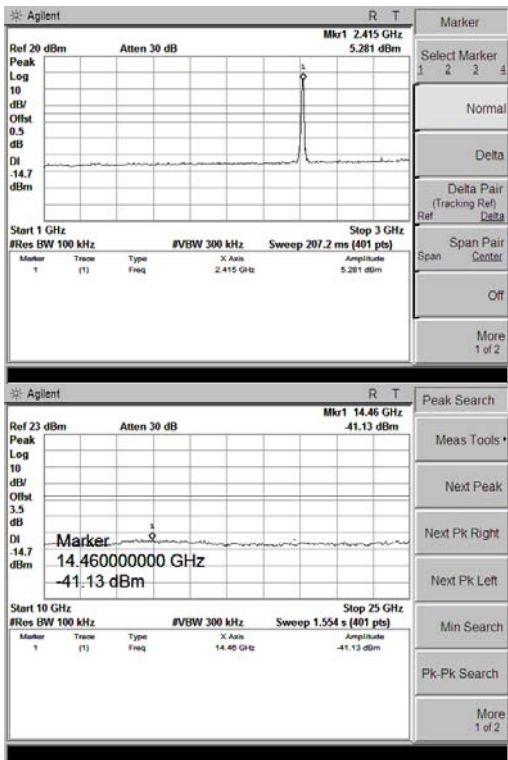 Agilent R T
Marker
Mkr1 2.415 GHz
Ref 20 dBm Atten 30 dB 5.281 dBm
Peak
Log
10
dB/
Offst
0.5
dB
DI
-14.7
dBm
1
Start 1 GHz Stop 3 GHz
#Res BW 100 kHz #VBW 300 kHz Sweep 207.2 ms (401 pts)
Marker Trace Type X Axis Amplitude
1 (1) Freq 2.415 GHz 5.281 dBm
Select Marker
1 2 3 4
Normal
Delta
Delta Pair
(Tracking Ref)
Ref Delta
Span Pair
Span Center
Off
More
1 of 2
Agilent R T
Peak Search
Mkr1 14.46 GHz
Ref 23 dBm Atten 30 dB -41.13 dBm
Peak
Log
10
dB/
Offst
3.5
dB
DI
-14.7
dBm
1
Marker
14.460000000 GHz
-41.13 dBm
Start 10 GHz Stop 25 GHz
#Res BW 100 kHz #VBW 300 kHz Sweep 1.554 s (401 pts)
Marker Trace Type X Axis Amplitude
1 (1) Freq 14.46 GHz -41.13 dBm
Meas Tools
Next Peak
Next Pk Right
Next Pk Left
Min Search
Pk-Pk Search
More
1 of 2